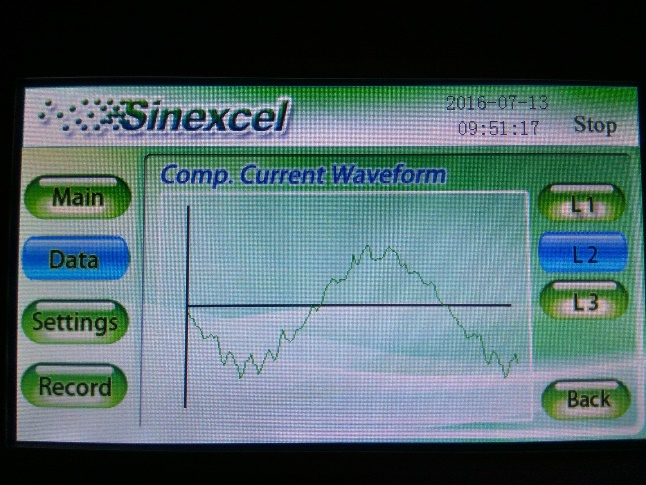 Sinexcel
2016-07-13
09:51:17
Stop
Main
Data
Settings
Record
Comp. Current Waveform
L1
L2
L3
Back